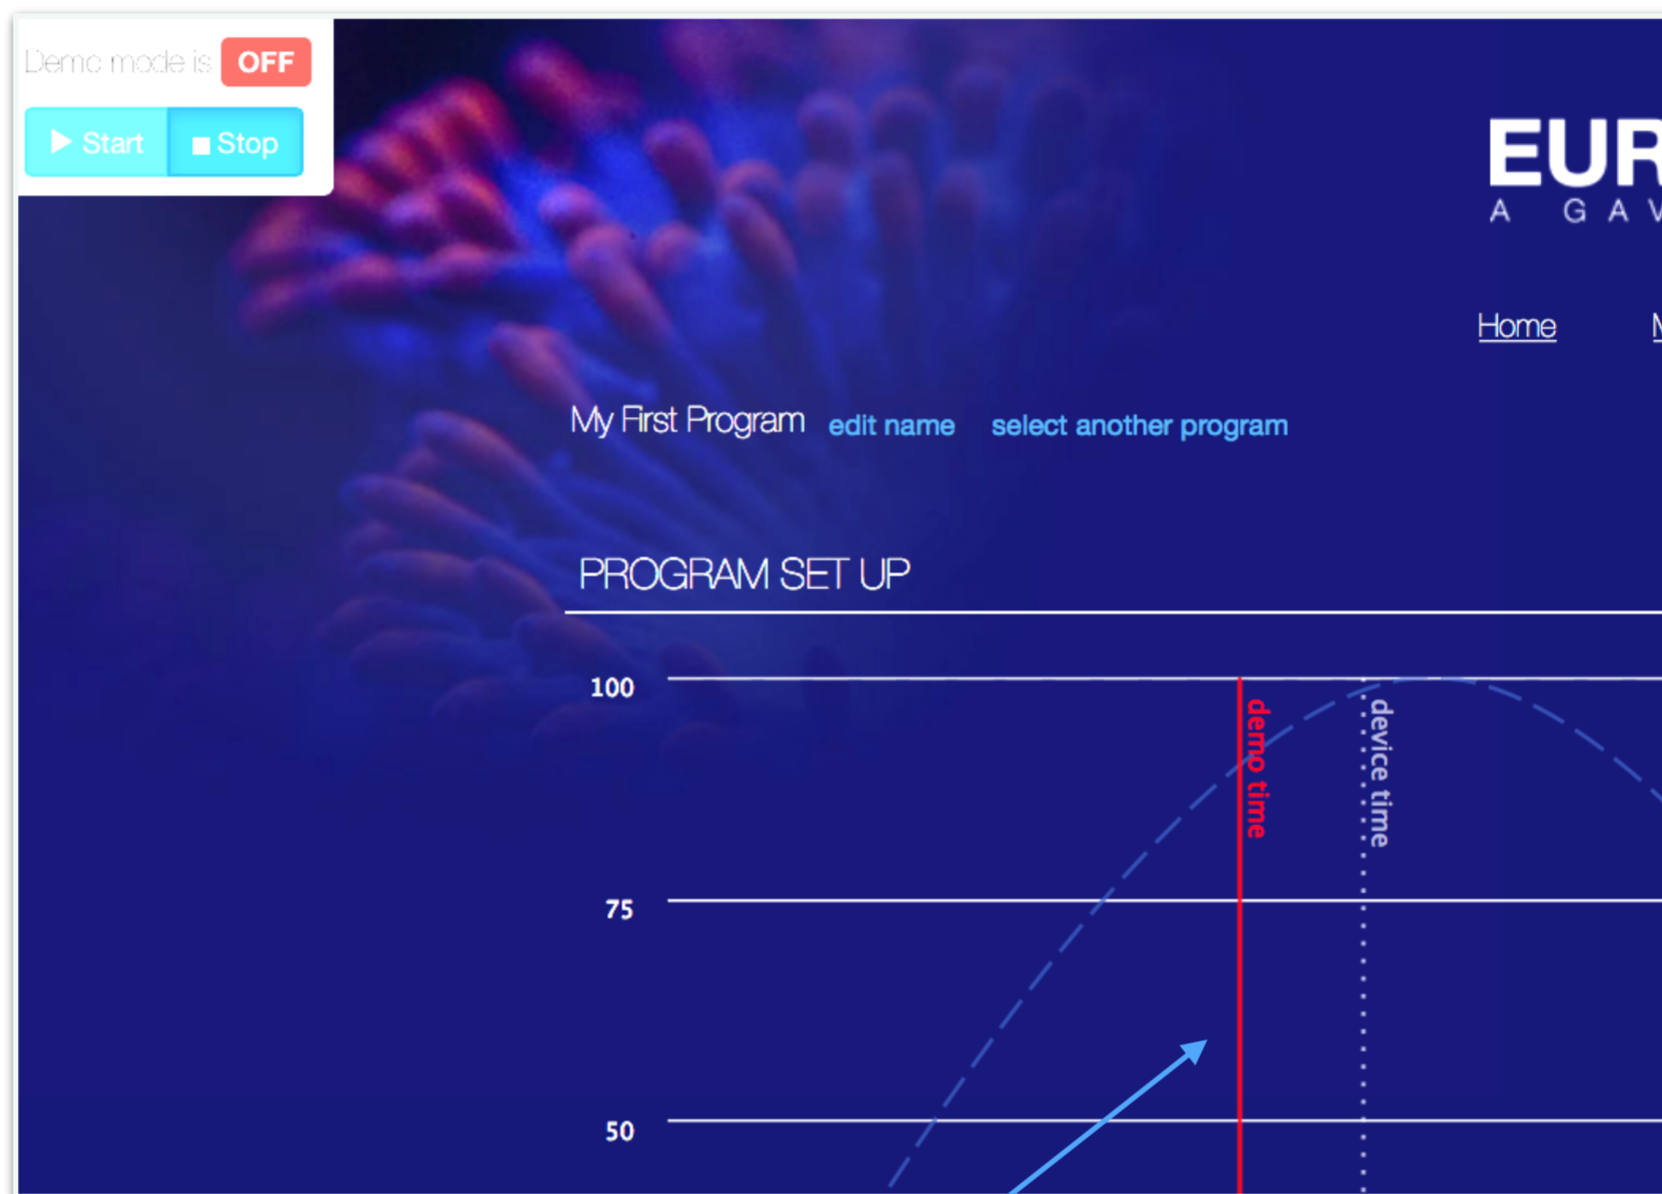 Demo mode is OFF
Start Stop
EUR
A GAV
Home
My First Program edit name select another program
PROGRAM SET UP
100
demo time
device time
75
50